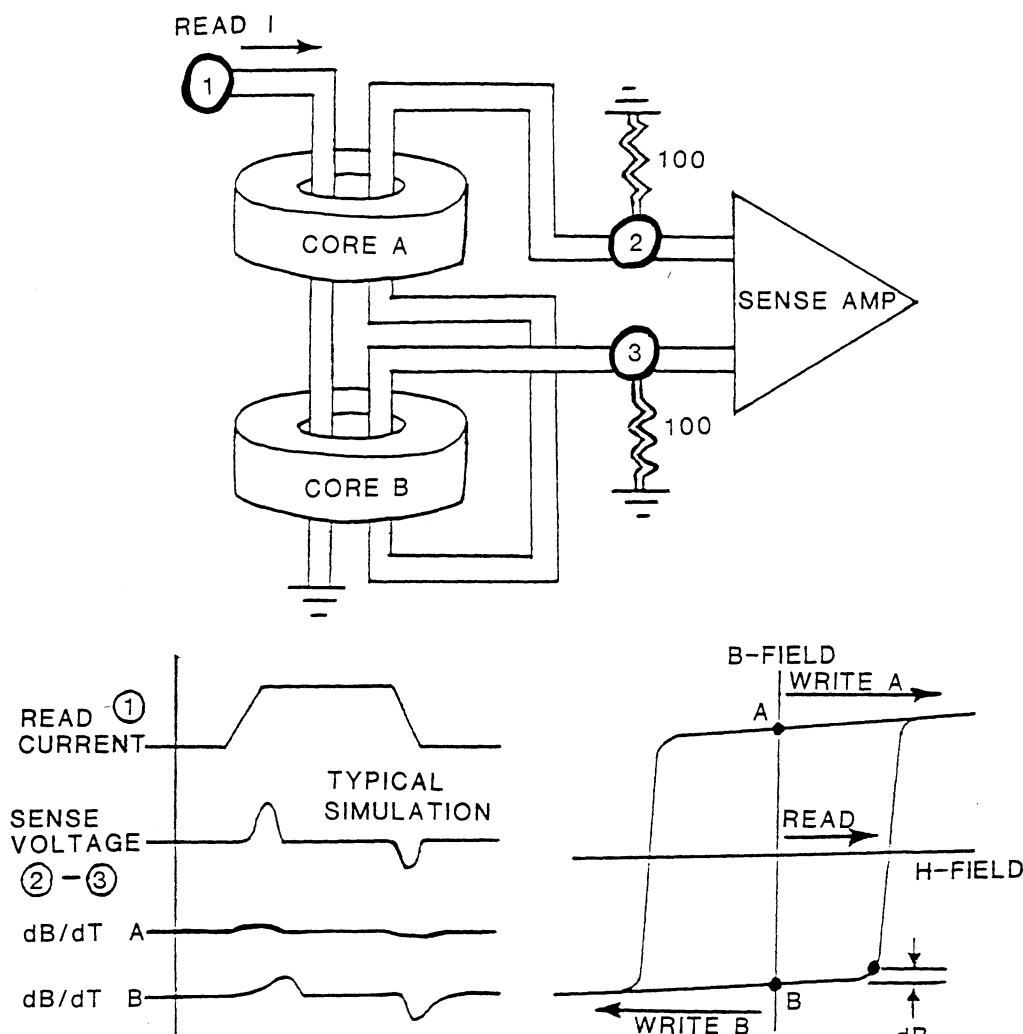 READ I
1
100
CORE A
2
SENSE AMP
3
100
CORE B
B-FIELD
WRITE A
A
READ 1
CURRENT
TYPICAL
SIMULATION
SENSE
VOLTAGE
2 - 3
READ
H-FIELD
dB/dT A
dB/dT B
B
WRITE B
dB